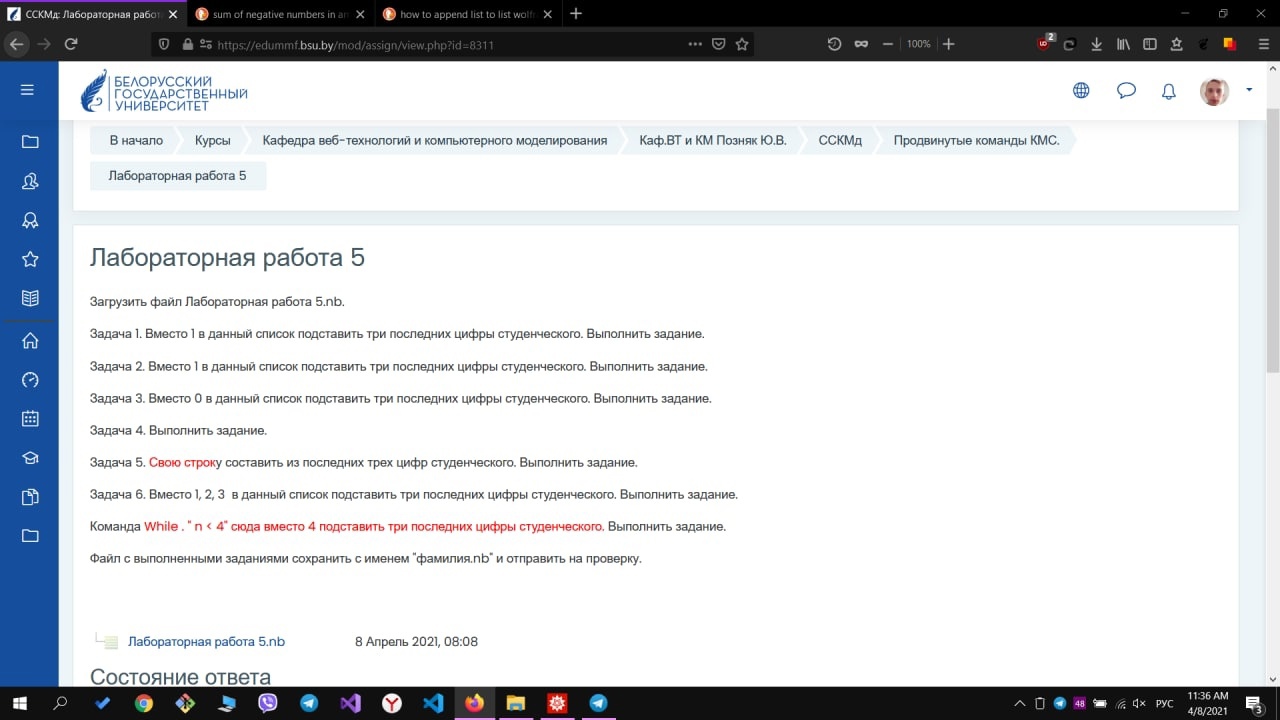 ССКМд: Лабораторная работ
sum of negative numbers in an
how to append list to list wolf
https://edummf.bsu.by/mod/assign/view.php?id=8311
100%
2
БЕЛОРУССКИЙ
ГОСУДАРСТВЕННЫЙ
УНИВЕРСИТЕТ
В начало
Курсы
Кафедра веб-технологий и компьютерного моделирования
Каф.ВТ и КМ Позняк Ю.В.
ССКМд
Продвинутые команды КМС.
Лабораторная работа 5
Лабораторная работа 5
Загрузить файл Лабораторная работа 5.nb.
Задача 1. Вместо 1 в данный список подставить три последних цифры студенческого. Выполнить задание.
Задача 2. Вместо 1 в данный список подставить три последних цифры студенческого. Выполнить задание.
Задача 3. Вместо 0 в данный список подставить три последних цифры студенческого. Выполнить задание.
Задача 4. Выполнить задание.
Задача 5. Свою строку составить из последних трех цифр студенческого. Выполнить задание.
Задача 6. Вместо 1, 2, 3 в данный список подставить три последних цифры студенческого. Выполнить задание.
Команда While . " n < 4" сюда вместо 4 подставить три последних цифры студенческого. Выполнить задание.
Файл с выполненными заданиями сохранить с именем "фамилия.nb" и отправить на проверку.
Лабораторная работа 5.nb 8 Апрель 2021, 08:08
Состояние ответа
48
РУС
11:36 AM
4/8/2021
3